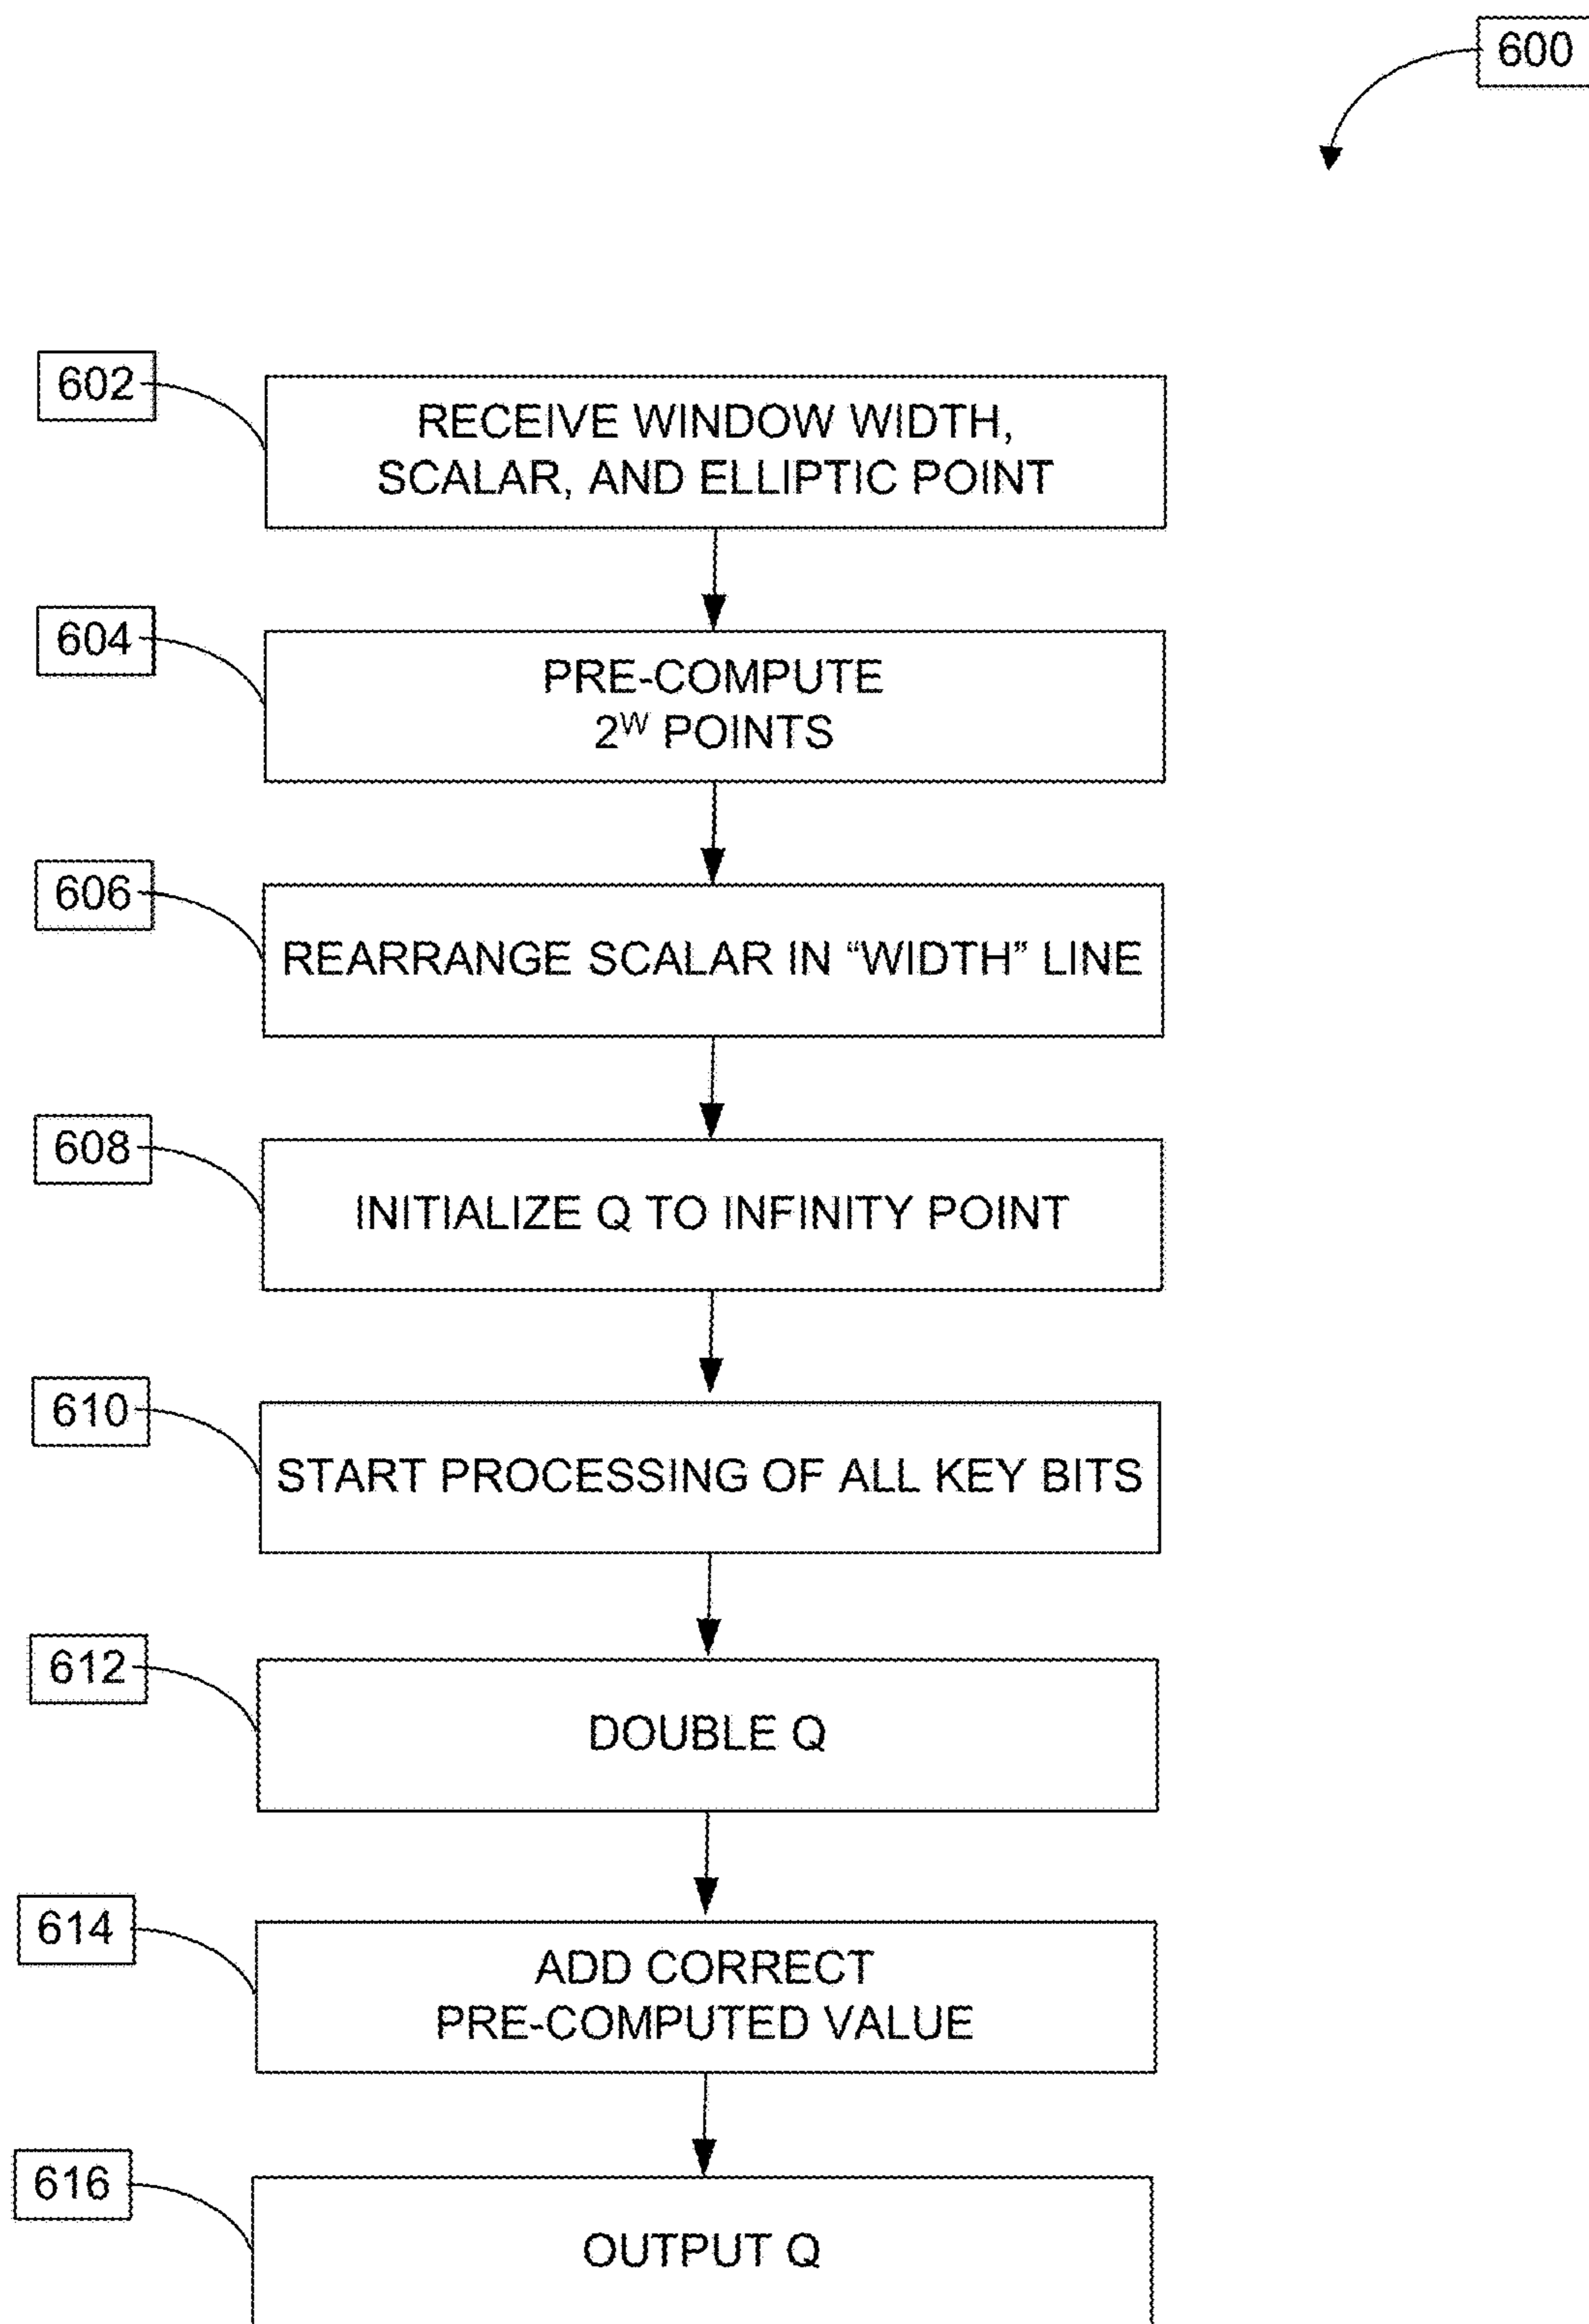 600
602
RECEIVE WINDOW WIDTH,
SCALAR, AND ELLIPTIC POINT
604
PRE-COMPUTE
2ᵂ POINTS
606
REARRANGE SCALAR IN “WIDTH” LINE
608
INITIALIZE Q TO INFINITY POINT
610
START PROCESSING OF ALL KEY BITS
612
DOUBLE Q
614
ADD CORRECT
PRE-COMPUTED VALUE
616
OUTPUT Q